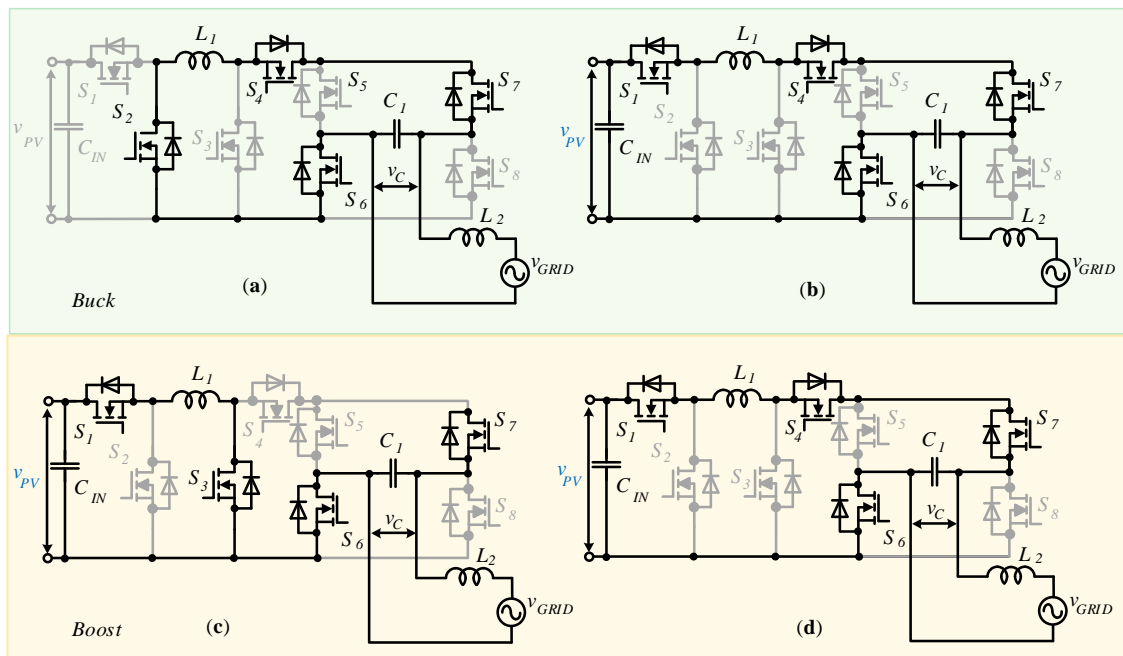 L1
S1
S2
S3
S4
S5
S6
S7
S8
C1
vPV
CIN
vC
L2
vGRID
(a)
Buck
L1
S1
S2
S3
S4
S5
S6
S7
S8
C1
vPV
CIN
vC
L2
vGRID
(b)
L1
S1
S2
S3
S4
S5
S6
S7
S8
C1
vPV
CIN
vC
L2
vGRID
(c)
Boost
L1
S1
S2
S3
S4
S5
S6
S7
S8
C1
vPV
CIN
vC
L2
vGRID
(d)